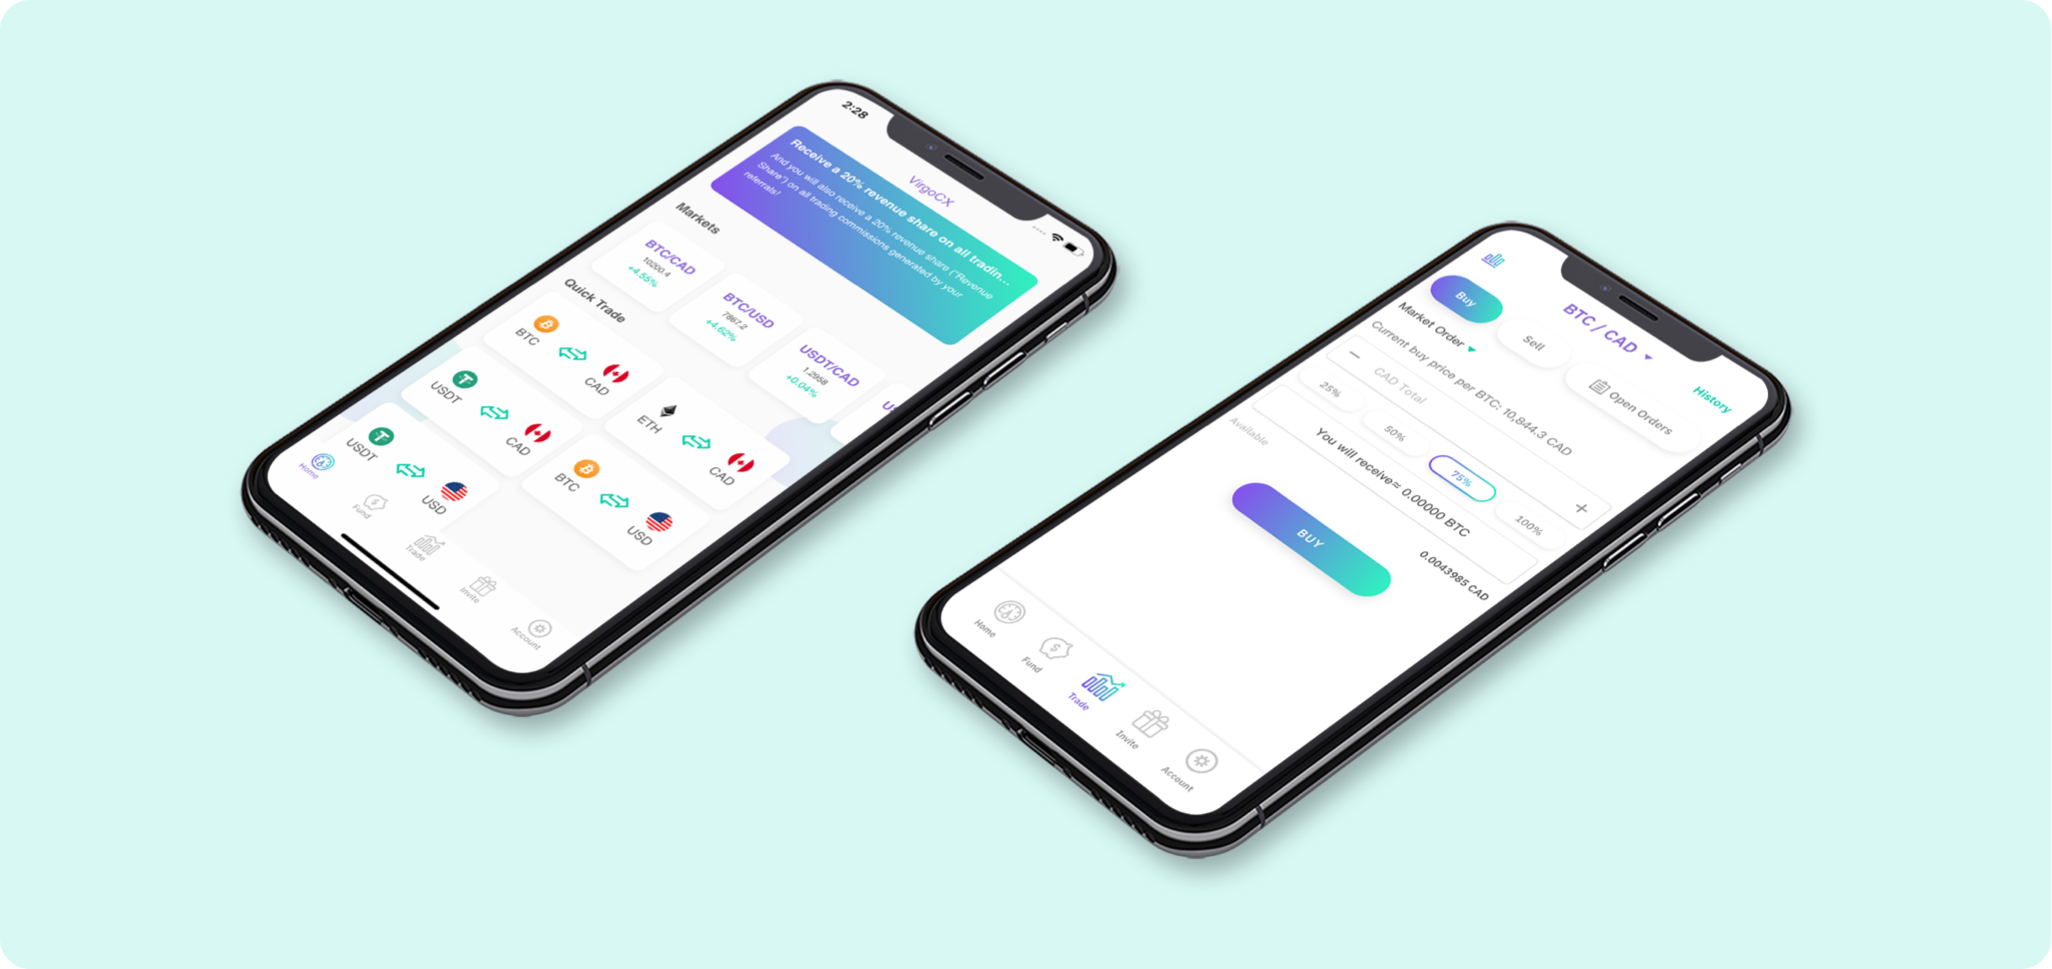 2:28
VirgoCX
Receive a 20% revenue share on all tradin...
And you will also receive a 20% revenue share ("Revenue
Share") on all trading commissions generated by your
referrals!
Markets
BTC/CAD
10200.4
+4.55%
BTC/USD
7867.2
+4.62%
USDT/CAD
1.2958
+0.04%
US
Quick Trade
BTC
CAD
ETH
CAD
USDT
CAD
BTC
USD
USDT
USD
Home
Fund
Trade
Invite
Account
BTC / CAD
Buy
Sell
Open Orders
History
Market Order
Current buy price per BTC: 10,844.3 CAD
− CAD Total +
25%
50%
75%
100%
You will receive≈ 0.00000 BTC
Available
0.0043985 CAD
BUY
Home
Fund
Trade
Invite
Account